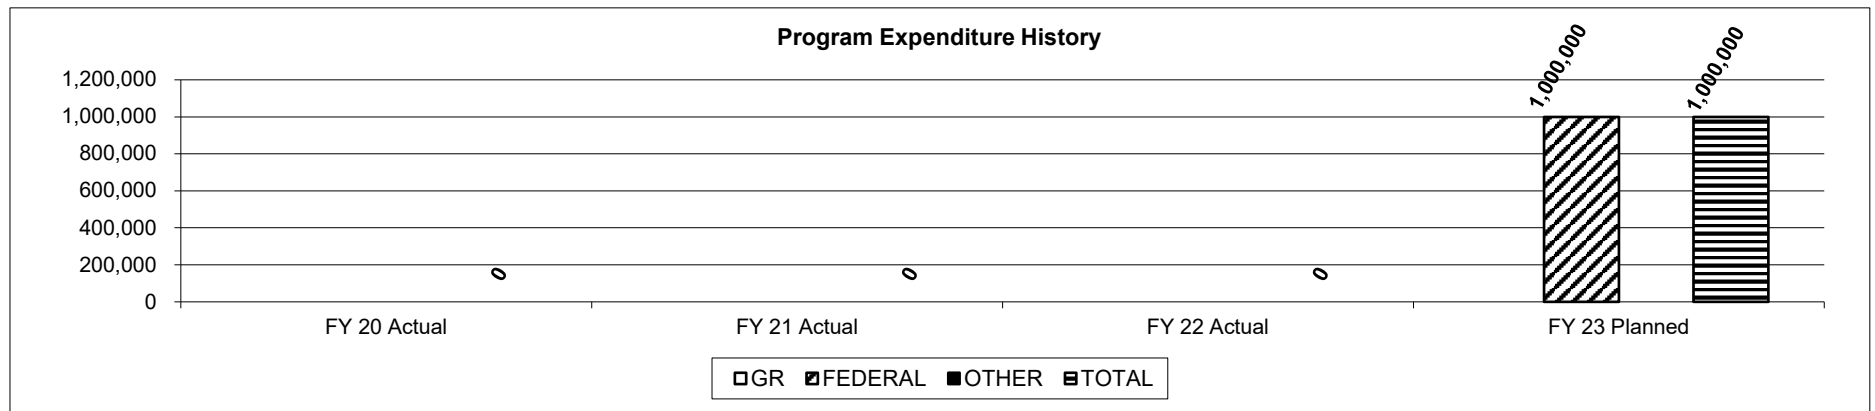 Program Expenditure History
1,000,000 1,000,000
1,200,000
1,000,000
800,000
600,000
400,000
200,000
0 0 0
0
FY 20 Actual FY 21 Actual FY 22 Actual FY 23 Planned
GR FEDERAL OTHER TOTAL